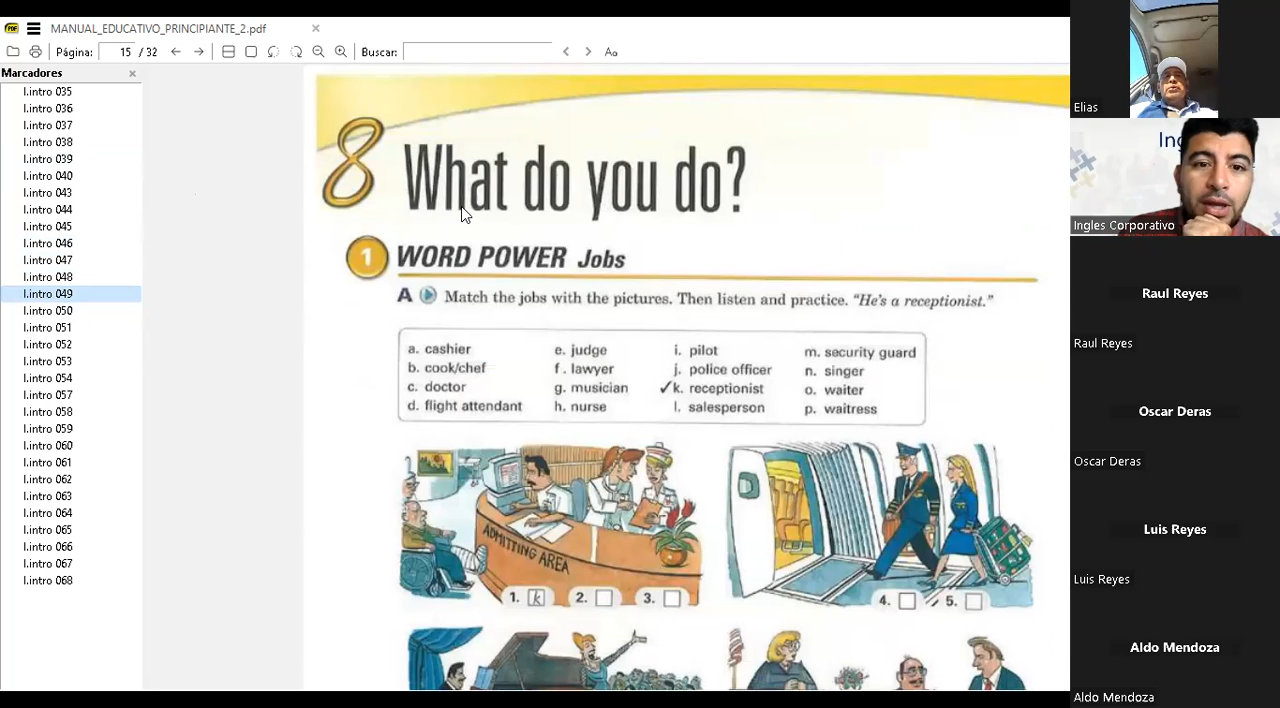 MANUAL_EDUCATIVO_PRINCIPIANTE_2.pdf
Página: 15 / 32 Buscar: Aa
Marcadores
I.intro 035
I.intro 036
I.intro 037
I.intro 038
I.intro 039
I.intro 040
I.intro 043
I.intro 044
I.intro 045
I.intro 046
I.intro 047
I.intro 048
I.intro 049
I.intro 050
I.intro 051
I.intro 052
I.intro 053
I.intro 054
I.intro 057
I.intro 058
I.intro 059
I.intro 060
I.intro 061
I.intro 062
I.intro 063
I.intro 064
I.intro 065
I.intro 066
I.intro 067
I.intro 068
8 What do you do?
1 WORD POWER Jobs
A Match the jobs with the pictures. Then listen and practice. "He's a receptionist."
a. cashier e. judge i. pilot m. security guard
b. cook/chef f. lawyer j. police officer n. singer
c. doctor g. musician ✓k. receptionist o. waiter
d. flight attendant h. nurse l. salesperson p. waitress
ADMITTING AREA
1. k 2. 3.
4. 5.
Elias
Ing
Ingles Corporativo
Raul Reyes
Raul Reyes
Oscar Deras
Oscar Deras
Luis Reyes
Luis Reyes
Aldo Mendoza
Aldo Mendoza